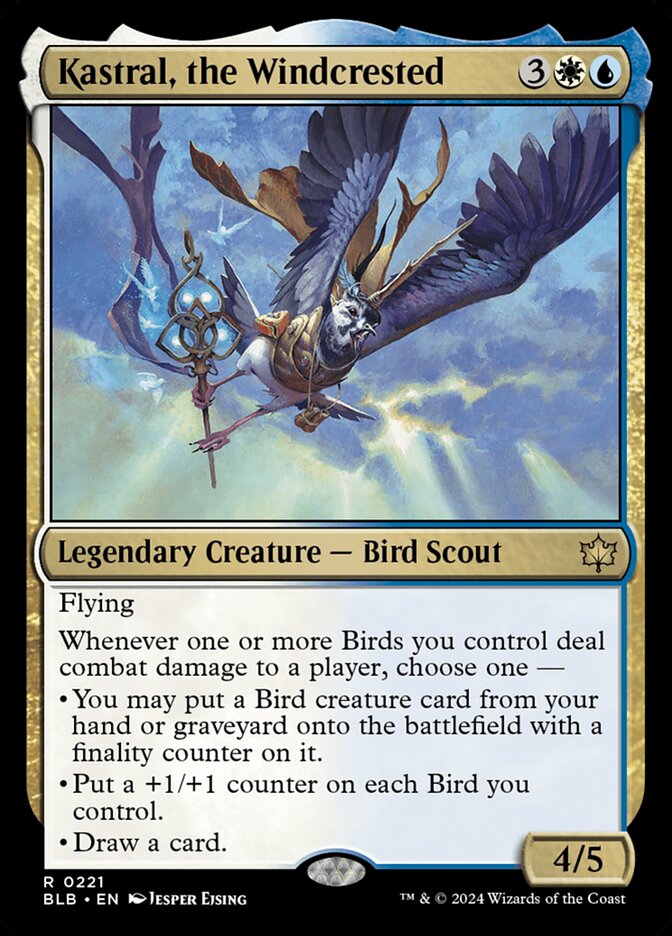 Kastral, the Windcrested 3
Legendary Creature — Bird Scout
Flying
Whenever one or more Birds you control deal
combat damage to a player, choose one —
• You may put a Bird creature card from your
hand or graveyard onto the battlefield with a
finality counter on it.
• Put a +1/+1 counter on each Bird you
control.
• Draw a card.
4/5
R 0221
BLB • EN JESPER EJSING
™ & © 2024 Wizards of the Coast